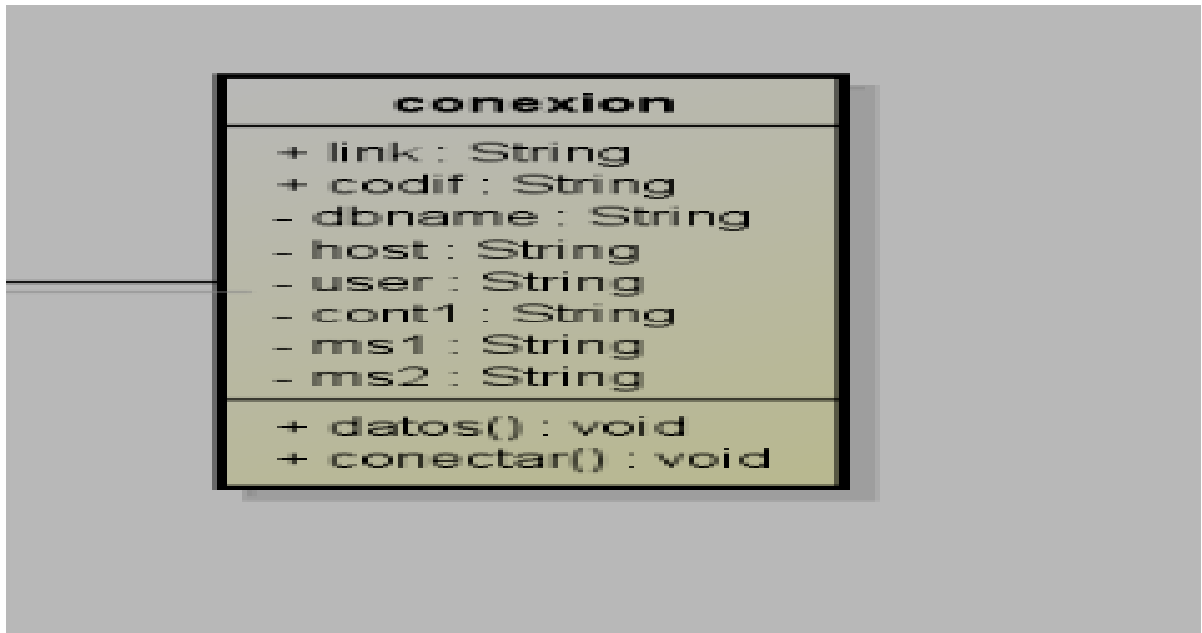 conexion
+ link : String
+ codif : String
- dbname : String
- host : String
- user : String
- cont1 : String
- ms1 : String
- ms2 : String
+ datos() : void
+ conectar() : void